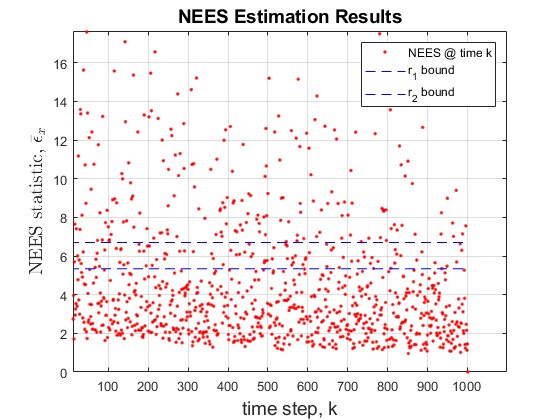 NEES Estimation Results
NEES @ time k
r1 bound
r2 bound
NEES statistic, ε̄x
16
14
12
10
8
6
4
2
0
100 200 300 400 500 600 700 800 900 1000
time step, k